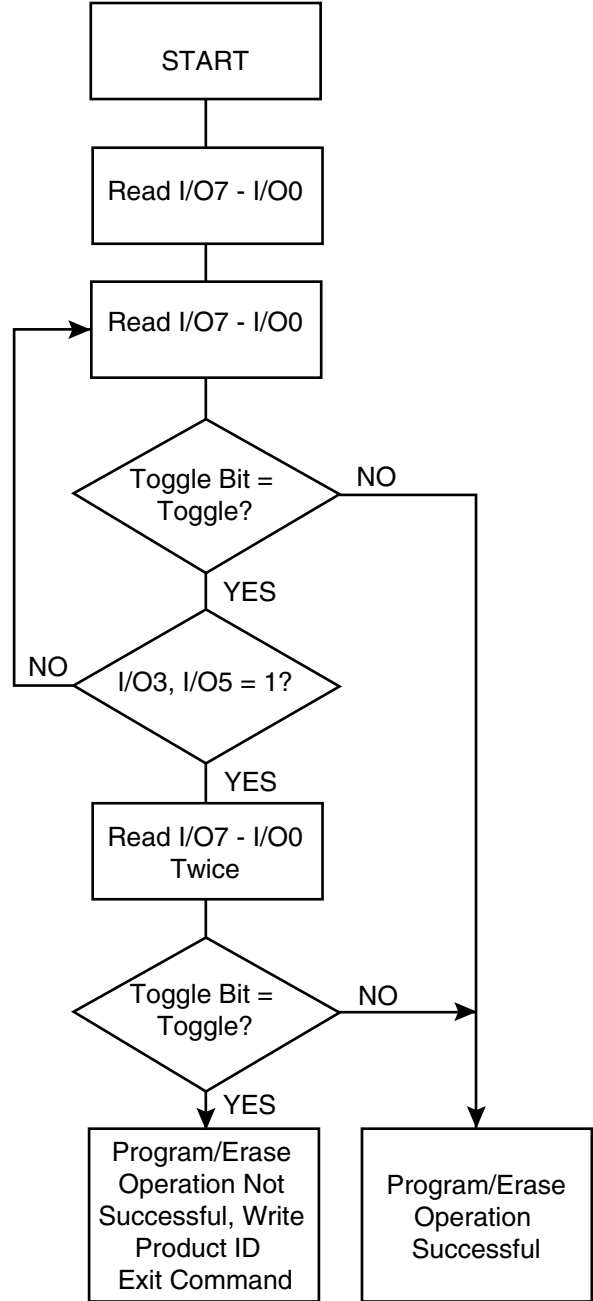 START
Read I/O7 - I/O0
Read I/O7 - I/O0
Toggle Bit =
Toggle?
NO
YES
NO
I/O3, I/O5 = 1?
YES
Read I/O7 - I/O0
Twice
Toggle Bit =
Toggle?
NO
YES
Program/Erase
Operation Not
Successful, Write
Product ID
Exit Command
Program/Erase
Operation
Successful